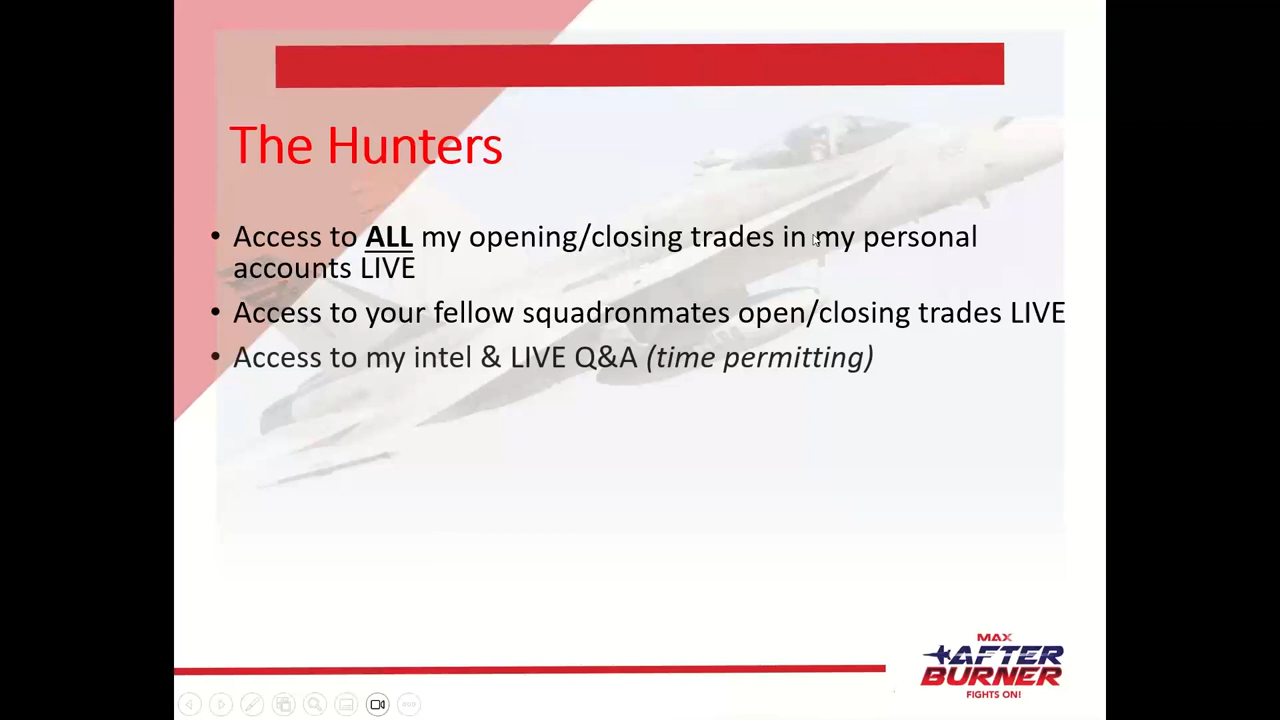 The Hunters
• Access to ALL my opening/closing trades in my personal
accounts LIVE
• Access to your fellow squadronmates open/closing trades LIVE
• Access to my intel & LIVE Q&A (time permitting)
MAX
AFTER
BURNER
FIGHTS ON!